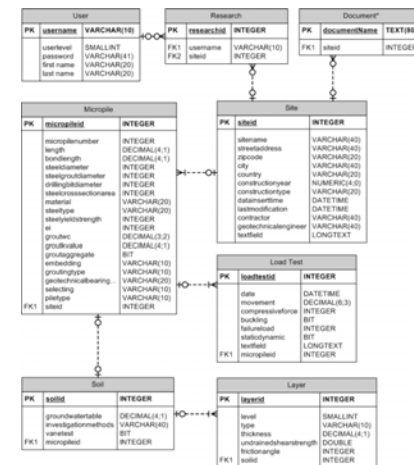 User
PK username VARCHAR(10)
userlevel SMALLINT
password VARCHAR(41)
first name VARCHAR(20)
last name VARCHAR(20)
Research
PK researchid INTEGER
FK1 username VARCHAR(10)
FK2 siteid INTEGER
Document*
PK documentName TEXT(80
FK1 siteid INTEGER
Micropile
PK micropileid INTEGER
micropilenumber INTEGER
length DECIMAL(4;1)
bondlength DECIMAL(4;1)
steeldiameter INTEGER
steelgroutdiameter INTEGER
drillingbitdiameter INTEGER
steelcrosssectionarea INTEGER
material VARCHAR(20)
steeltype VARCHAR(20)
steelyieldstrength INTEGER
ei INTEGER
groutwc DECIMAL(3;2)
groutlkvalue DECIMAL(4;1)
groutaggregate BIT
embedding VARCHAR(10)
groutingtype VARCHAR(10)
geotechnicalbearing... VARCHAR(20)
selecting VARCHAR(10)
piletype VARCHAR(10)
FK1 siteid INTEGER
Site
PK siteid INTEGER
sitename VARCHAR(40)
streetaddress VARCHAR(40)
zipcode VARCHAR(20)
city VARCHAR(40)
country VARCHAR(20)
constructionyear NUMERIC(4;0)
constructiontype VARCHAR(20)
datainserttime DATETIME
lastmodification DATETIME
contractor VARCHAR(40)
geotechnicalengineer VARCHAR(40)
textfield LONGTEXT
Load Test
PK loadtestid INTEGER
date DATETIME
movement DECIMAL(6;3)
compressiveforce INTEGER
buckling BIT
failureload INTEGER
staticdynamic BIT
textfield LONGTEXT
FK1 micropileid INTEGER
Soil
PK soilid INTEGER
groundwatertable DECIMAL(4;1)
investigationmethods VARCHAR(40)
vanetest BIT
FK1 micropileid INTEGER
Layer
PK layerid INTEGER
level SMALLINT
type VARCHAR(10)
thickness DECIMAL(4;1)
undrainedshearstrength DOUBLE
frictionangle INTEGER
FK1 soilid INTEGER